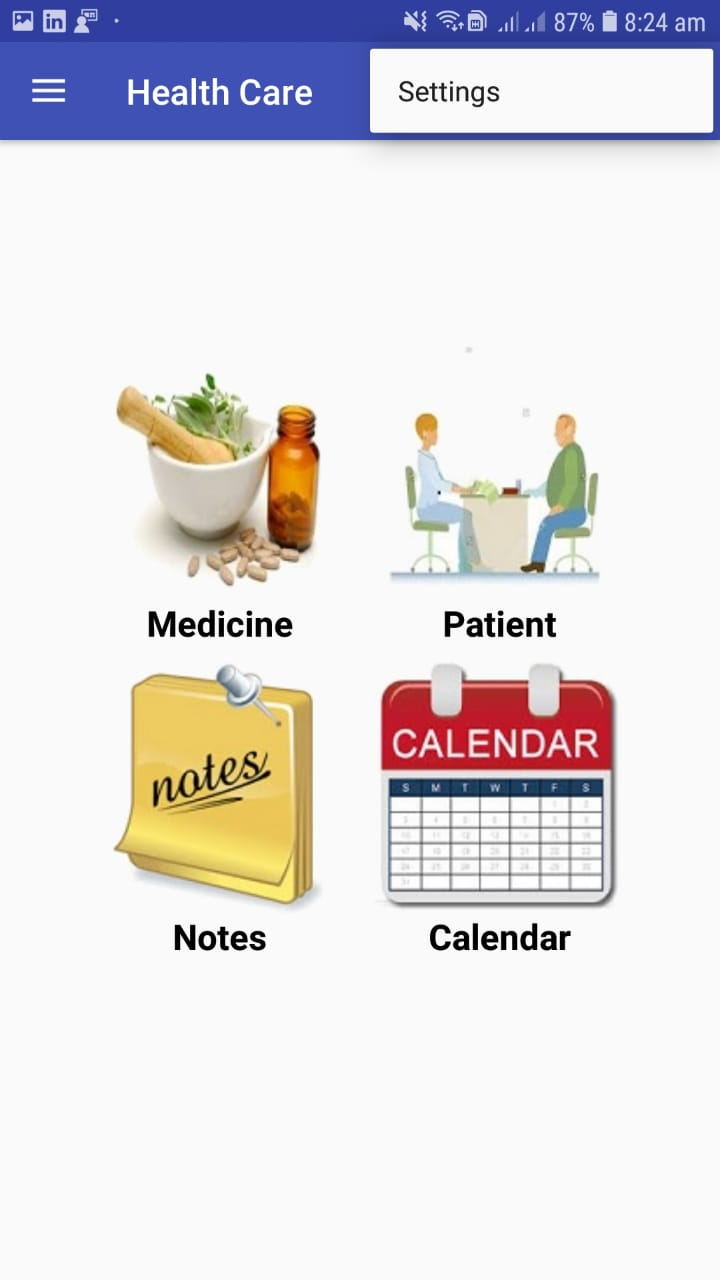 87% 8:24 am
Health Care
Settings
Medicine
Patient
notes
CALENDAR
S M T W T F S
Notes
Calendar